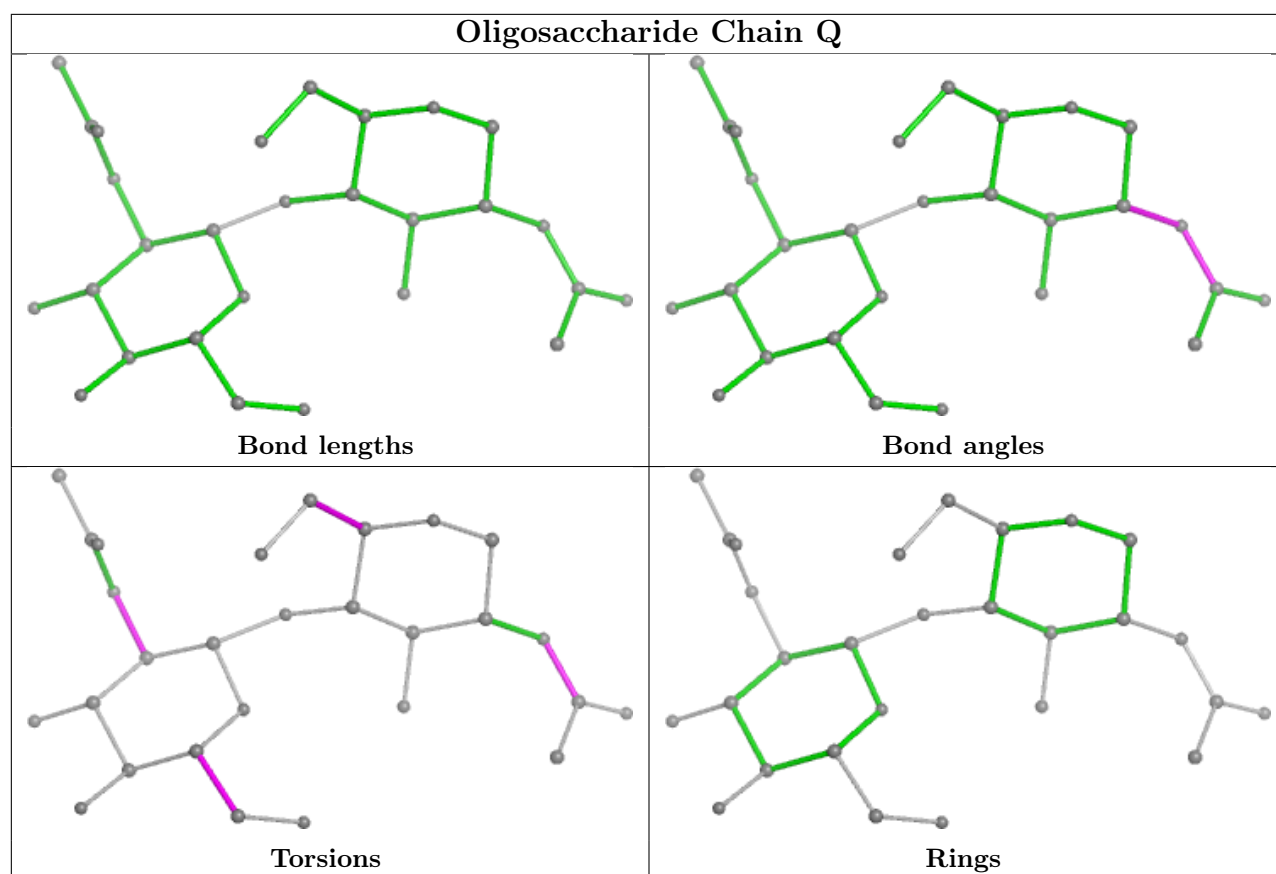 Oligosaccharide Chain Q
Bond lengths
Bond angles
Torsions
Rings